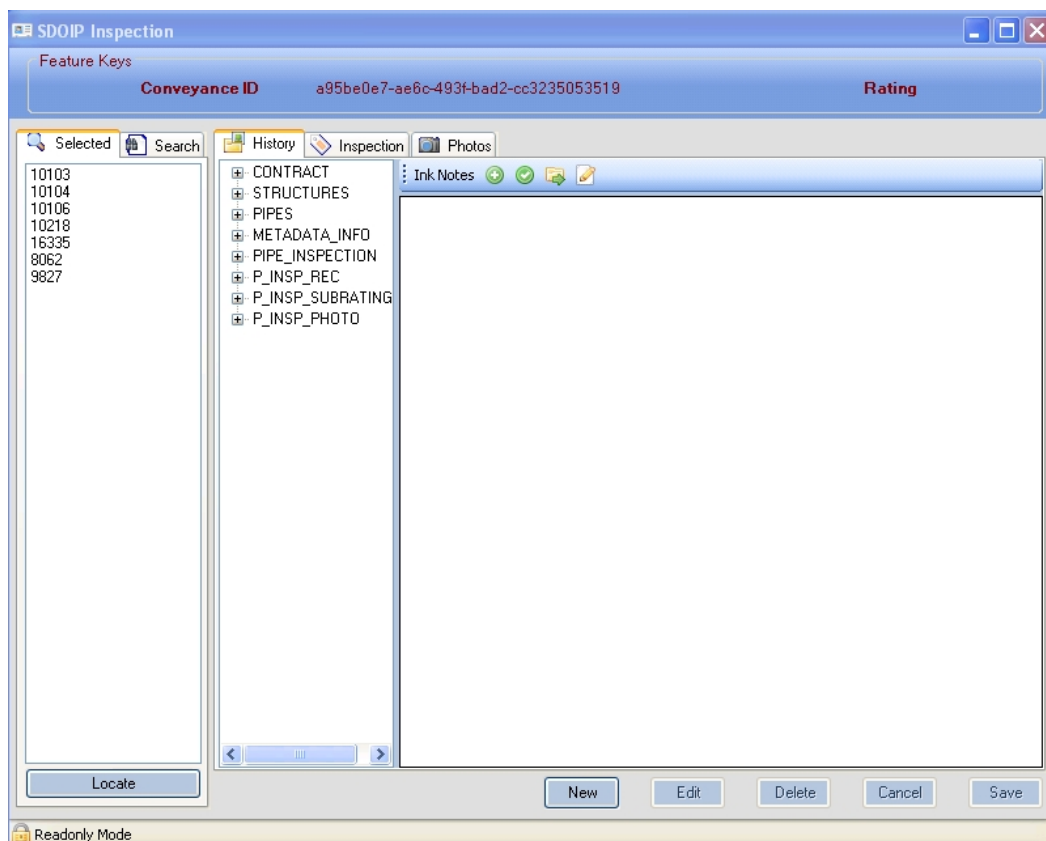 SDOIP Inspection
Feature Keys
Conveyance ID a95be0e7-ae6c-493f-bad2-cc3235053519 Rating
Selected Search History Inspection Photos
10103
10104
10106
10218
16335
8062
9827
CONTRACT
STRUCTURES
PIPES
METADATA_INFO
PIPE_INSPECTION
P_INSP_REC
P_INSP_SUBRATING
P_INSP_PHOTO
Ink Notes
Locate
New Edit Delete Cancel Save
Readonly Mode